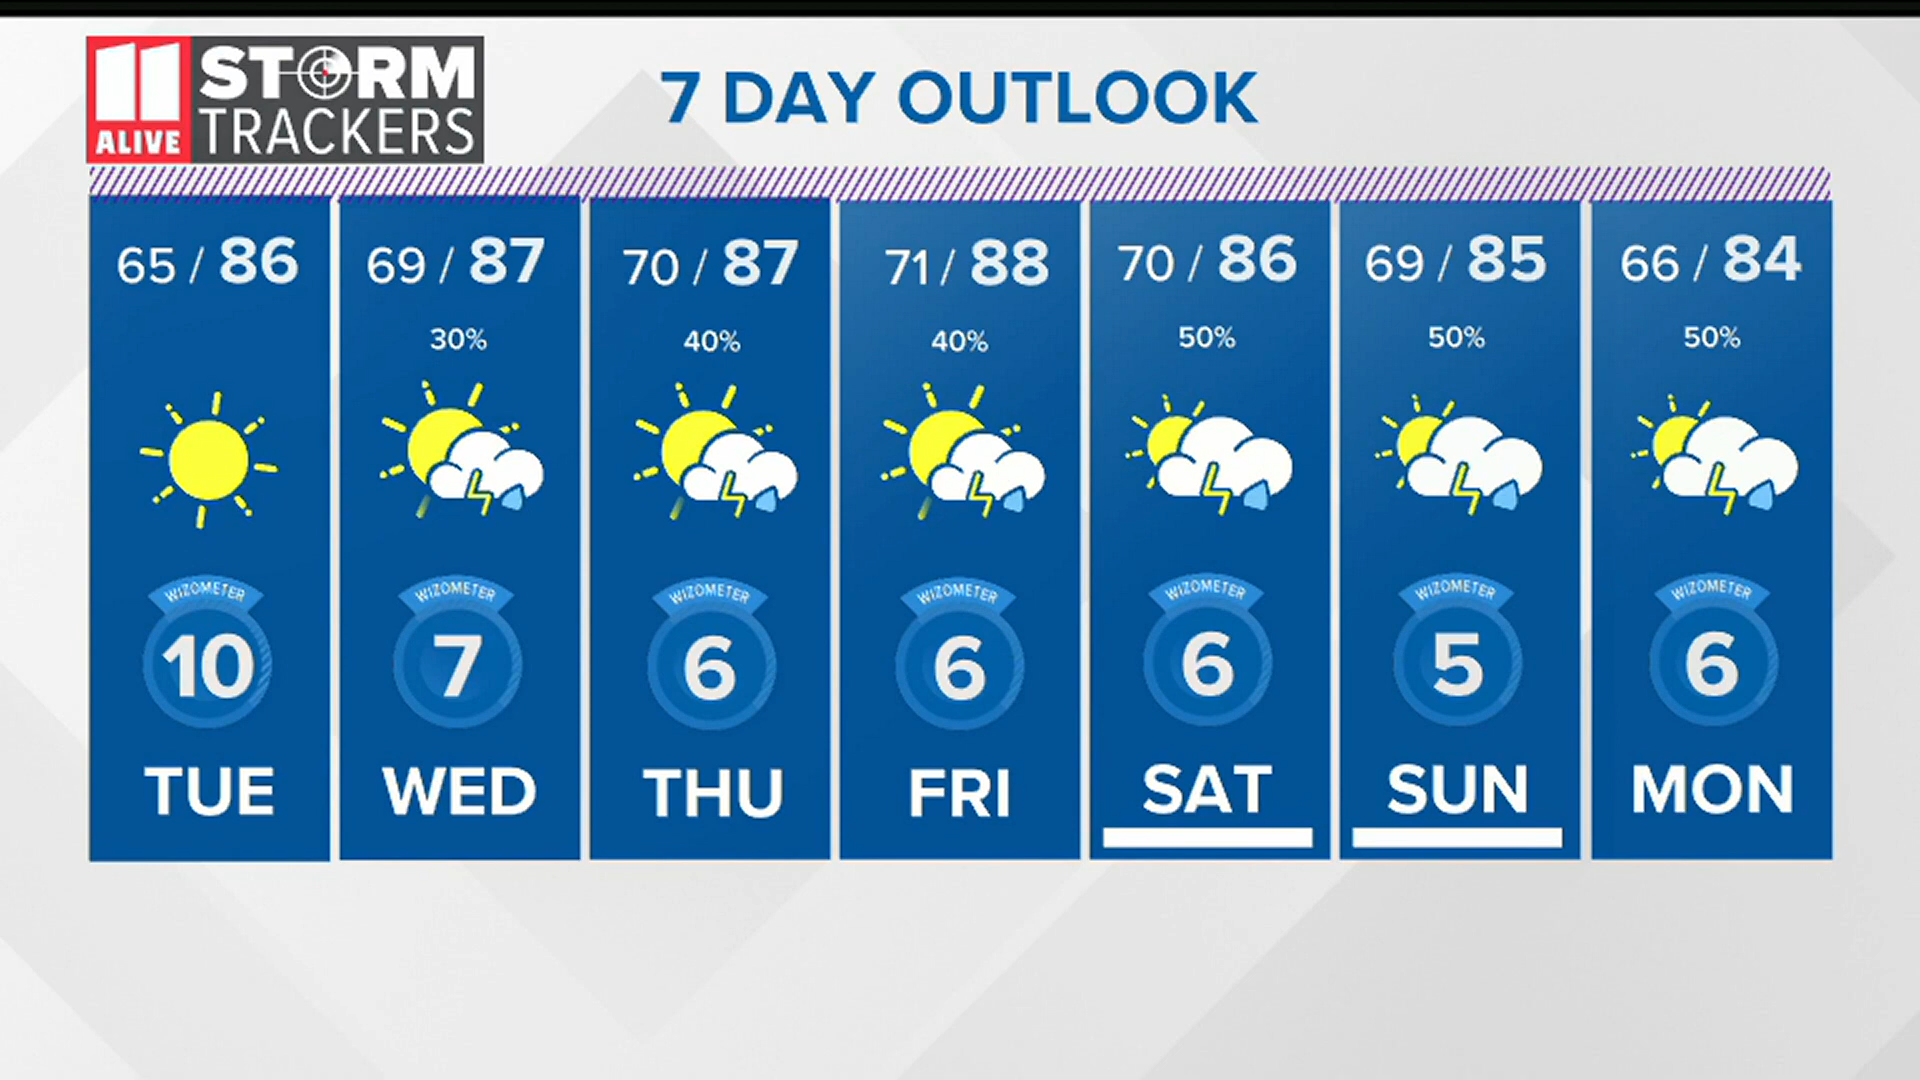 11 ALIVE
STORM
TRACKERS
7 DAY OUTLOOK
65 / 86
WIZOMETER
10
TUE
69 / 87
30%
WIZOMETER
7
WED
70 / 87
40%
WIZOMETER
6
THU
71 / 88
40%
WIZOMETER
6
FRI
70 / 86
50%
WIZOMETER
6
SAT
69 / 85
50%
WIZOMETER
5
SUN
66 / 84
50%
WIZOMETER
6
MON